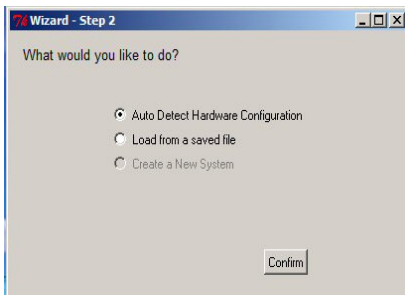 Wizard - Step 2
What would you like to do?
Auto Detect Hardware Configuration
Load from a saved file
Create a New System
Confirm